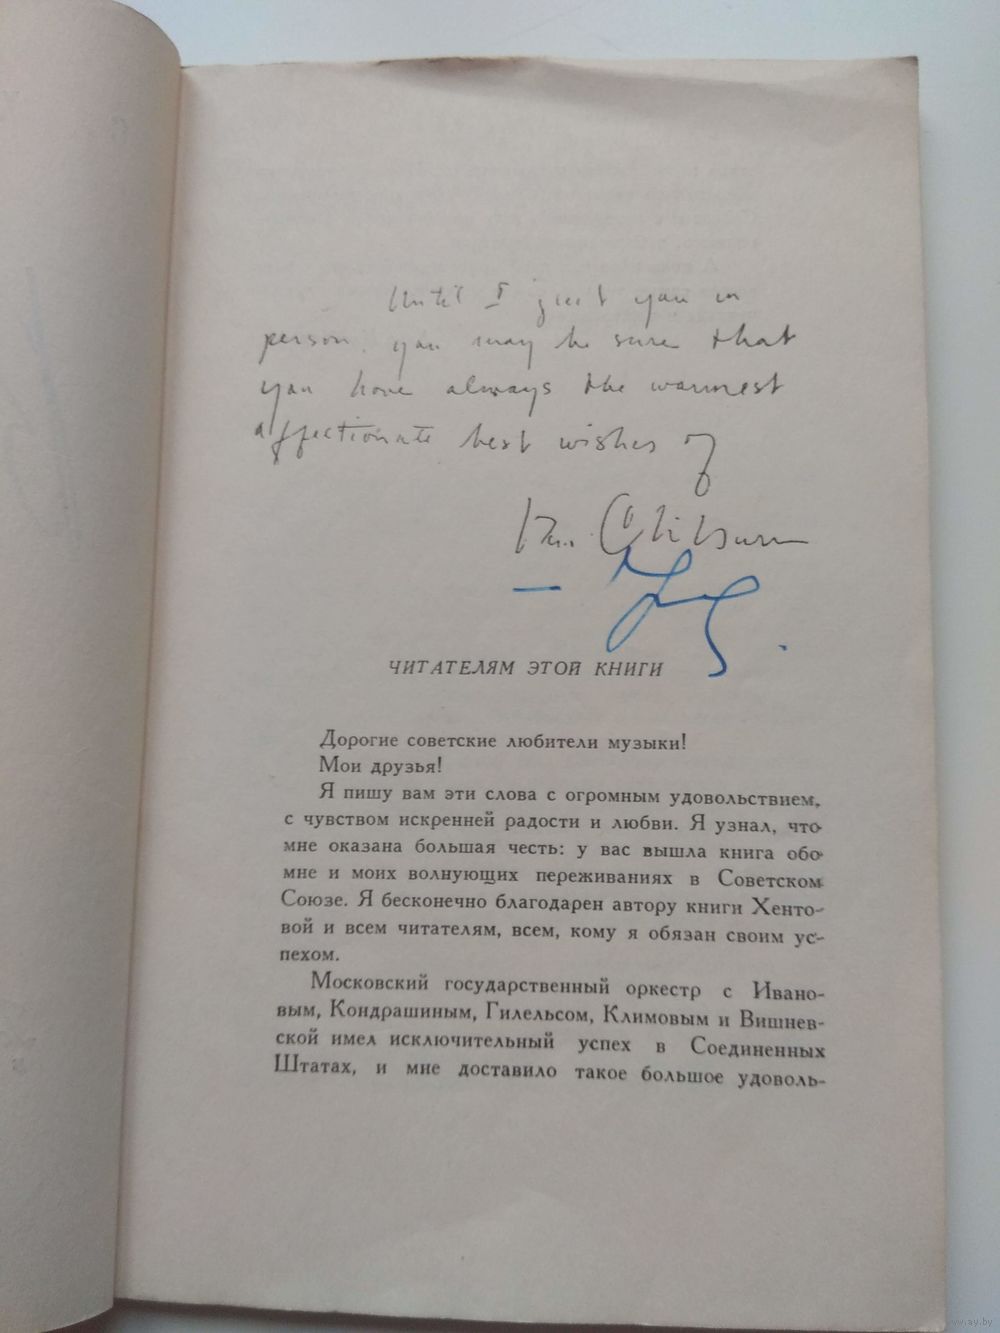 Until I greet you in
person, you may be sure that
you have always the warmest
affectionate best wishes of
Van Cliburn
ЧИТАТЕЛЯМ ЭТОЙ КНИГИ
Дорогие советские любители музыки!
Мои друзья!
Я пишу вам эти слова с огромным удовольствием,
с чувством искренней радости и любви. Я узнал, что
мне оказана большая честь: у вас вышла книга обо
мне и моих волнующих переживаниях в Советском
Союзе. Я бесконечно благодарен автору книги Хенто-
вой и всем читателям, всем, кому я обязан своим ус-
пехом.
Московский государственный оркестр с Ивано-
вым, Кондрашиным, Гилельсом, Климовым и Вишнев-
ской имел исключительный успех в Соединенных
Штатах, и мне доставило такое большое удоволь-